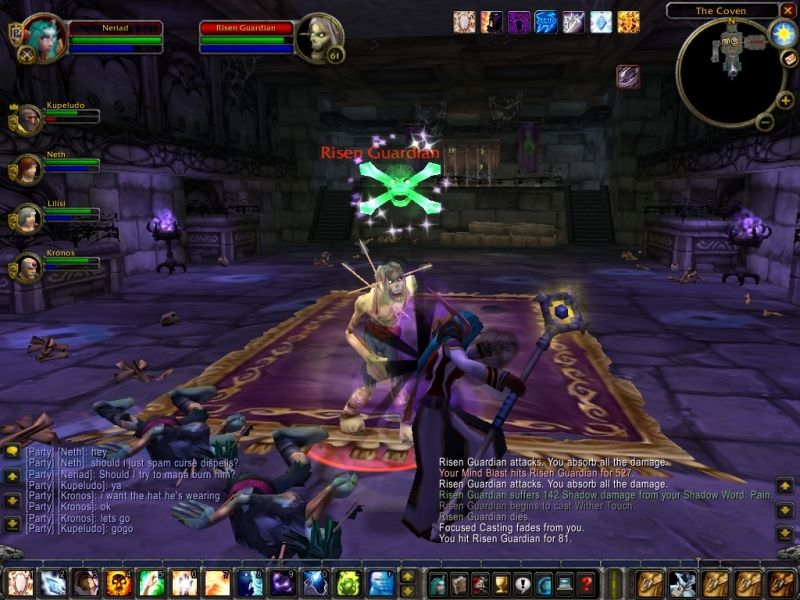 Neriad
Risen Guardian
61
The Coven
N
Kupeludo
Neth
Lilisi
Kronos
Risen Guardian
[Party] [Neth]: hey
[Party] [Neth]: should i just spam curse dispells?
[Party] [Neriad]: Should I try to mana burn him?
[Party] [Kupeludo]: ya
[Party] [Kronos]: i want the hat he's wearing
[Party] [Kronos]: ok
[Party] [Kronos]: lets go
[Party] [Kupeludo]: gogo
Risen Guardian attacks. You absorb all the damage.
Your Mind Blast hits Risen Guardian for 527.
Risen Guardian attacks. You absorb all the damage.
Risen Guardian suffers 142 Shadow damage from your Shadow Word: Pain.
Risen Guardian begins to cast Wither Touch.
Risen Guardian dies.
Focused Casting fades from you.
You hit Risen Guardian for 81.